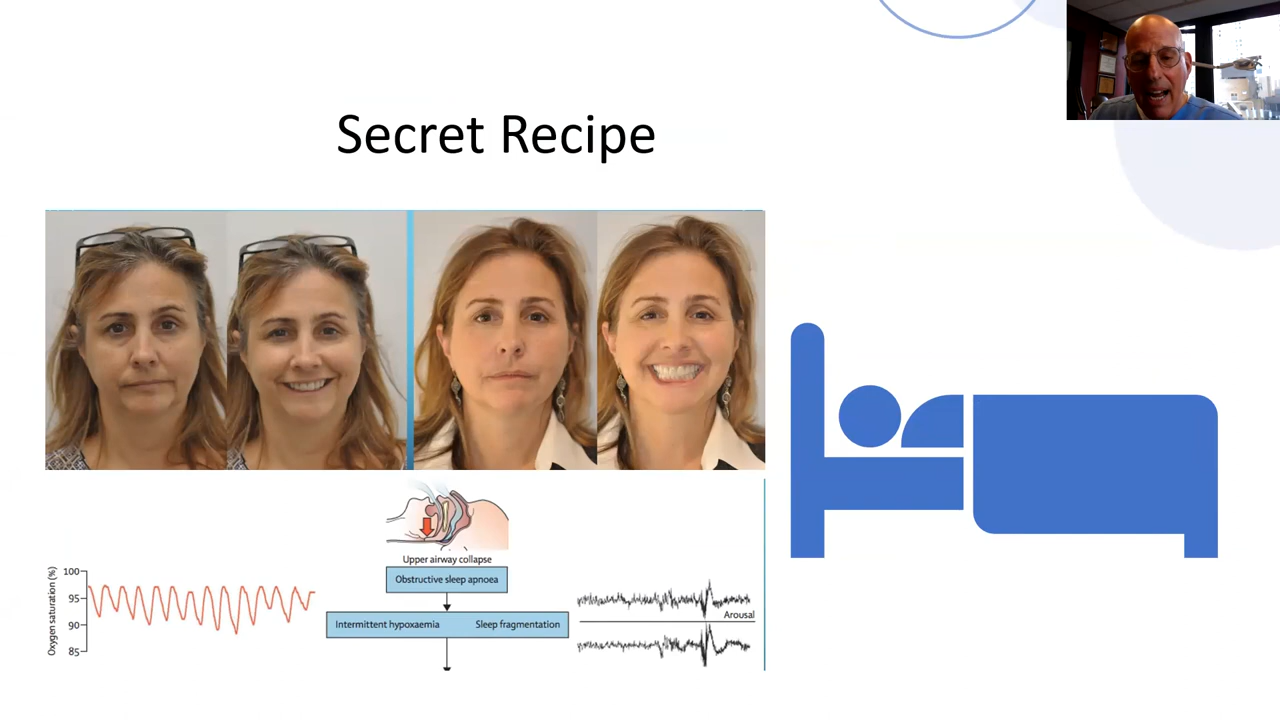 Secret Recipe
Upper airway collapse
Obstructive sleep apnoea
Intermittent hypoxaemia
Sleep fragmentation
Oxygen saturation (%)
100
95
90
85
Arousal